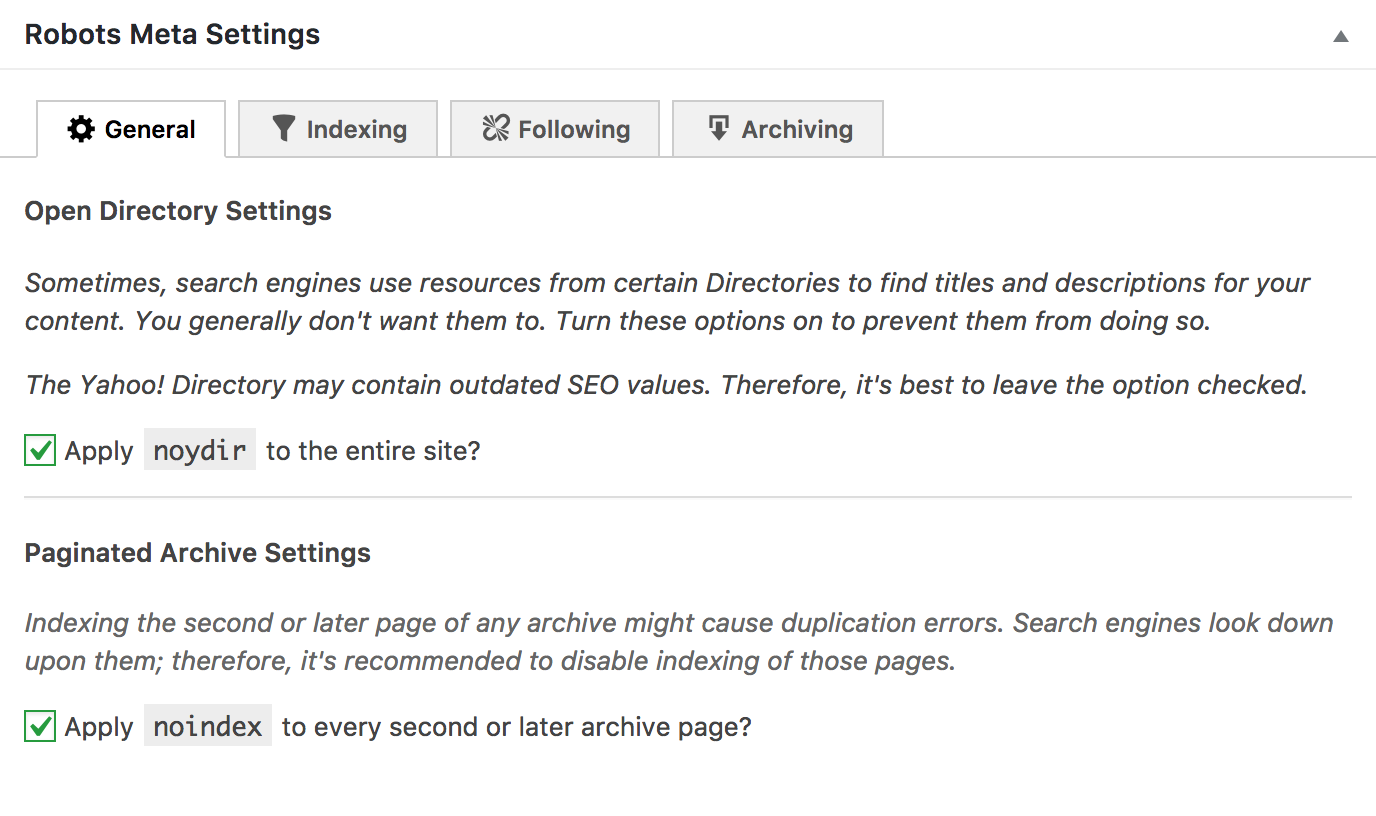 Robots Meta Settings
General Indexing Following Archiving
Open Directory Settings
Sometimes, search engines use resources from certain Directories to find titles and descriptions for your
content. You generally don't want them to. Turn these options on to prevent them from doing so.
The Yahoo! Directory may contain outdated SEO values. Therefore, it's best to leave the option checked.
Apply noydir to the entire site?
Paginated Archive Settings
Indexing the second or later page of any archive might cause duplication errors. Search engines look down
upon them; therefore, it's recommended to disable indexing of those pages.
Apply noindex to every second or later archive page?